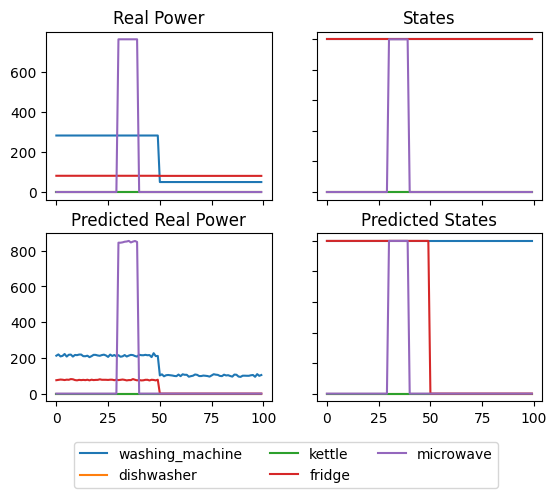 Real Power
States
600
400
200
0
Predicted Real Power
Predicted States
800
600
400
200
0
0 25 50 75 100
0 25 50 75 100
washing_machine kettle microwave
dishwasher fridge